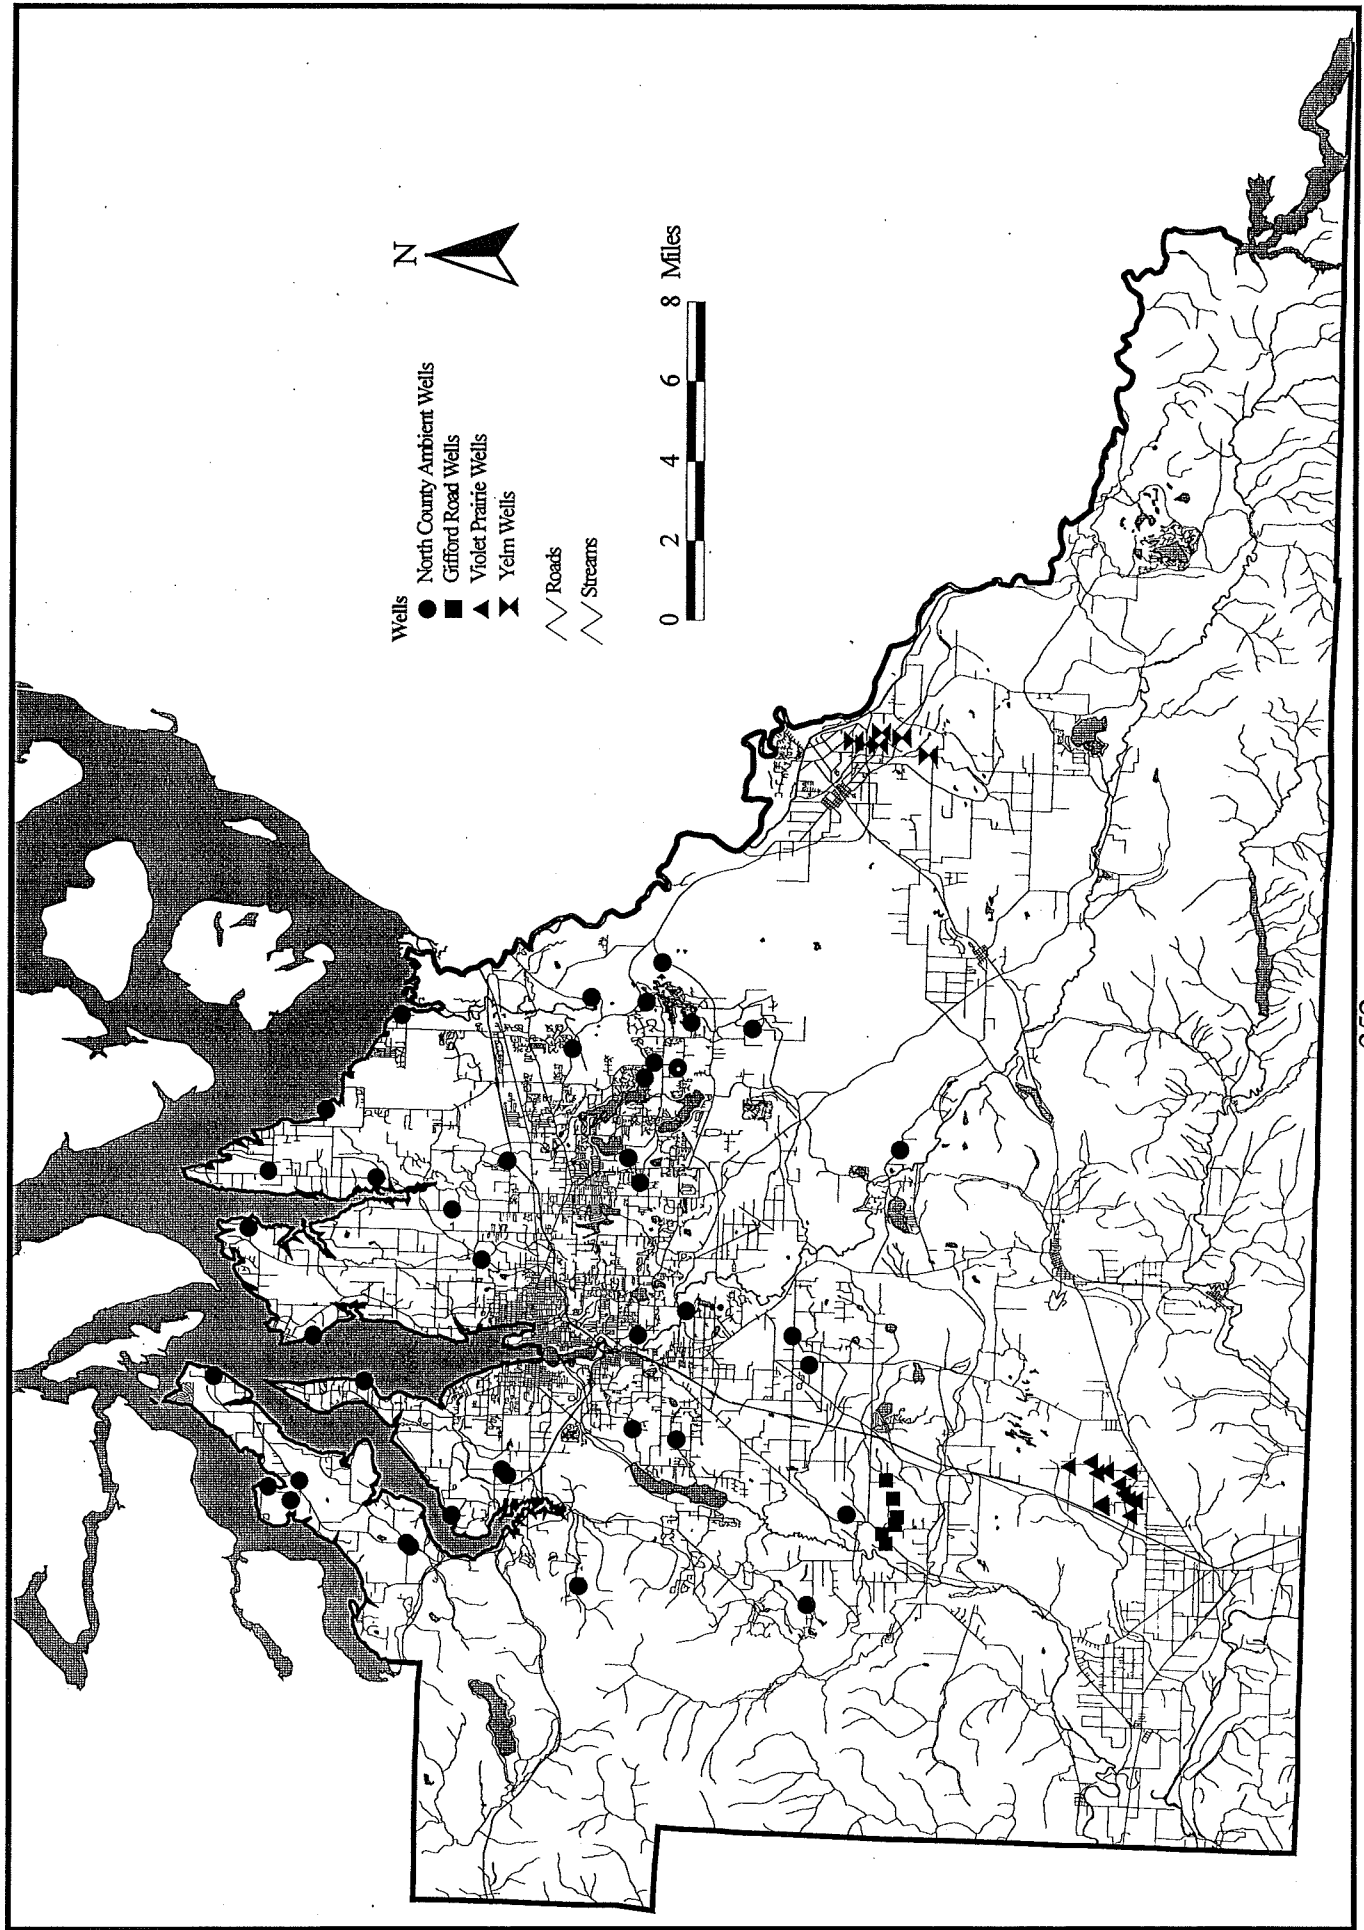 N
Wells
North County Ambient Wells
Gifford Road Wells
Violet Prairie Wells
Yelm Wells
Roads
Streams
0 2 4 6 8 Miles